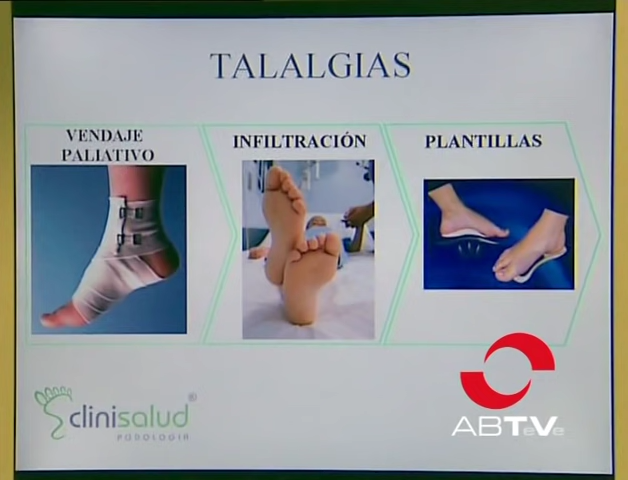 TALALGIAS
VENDAJE
PALIATIVO
INFILTRACIÓN
PLANTILLAS
clinisalud®
PODOLOGIA
ABTeVe